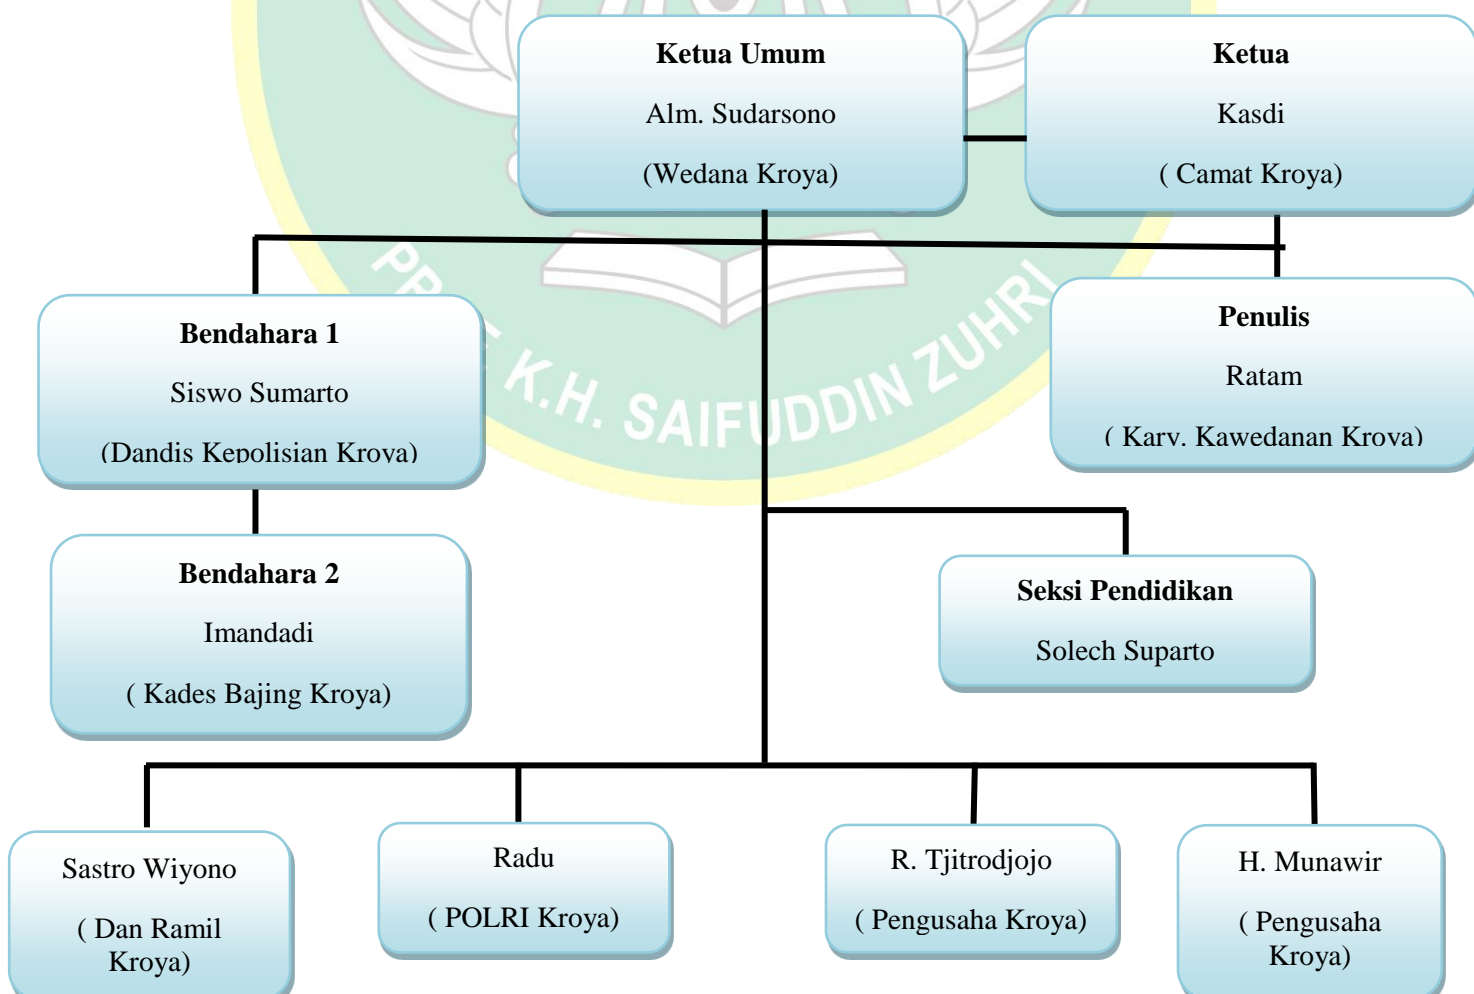 Ketua Umum
Alm. Sudarsono
(Wedana Kroya)
Ketua
Kasdi
( Camat Kroya)
Bendahara 1
Siswo Sumarto
(Dandis Kepolisian Kroya)
Penulis
Ratam
( Kary. Kawedanan Kroya)
K.H. SAIFUDDIN ZUHRI
Bendahara 2
Imandadi
( Kades Bajing Kroya)
Seksi Pendidikan
Solech Suparto
Sastro Wiyono
( Dan Ramil
Kroya)
Radu
( POLRI Kroya)
R. Tjitrodjojo
( Pengusaha Kroya)
H. Munawir
( Pengusaha
Kroya)